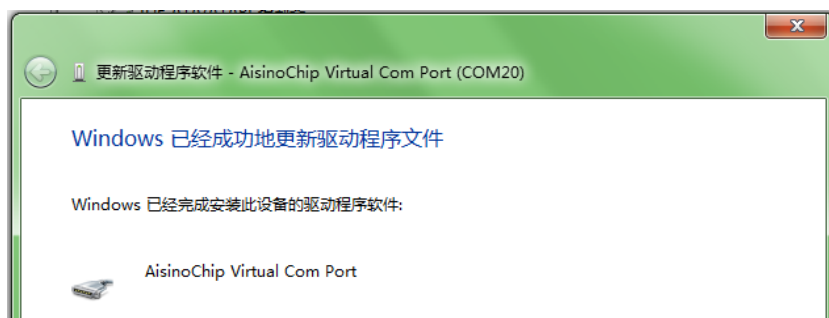 更新驱动程序软件 - AisinoChip Virtual Com Port (COM20)
Windows 已经成功地更新驱动程序文件
Windows 已经完成安装此设备的驱动程序软件:
AisinoChip Virtual Com Port